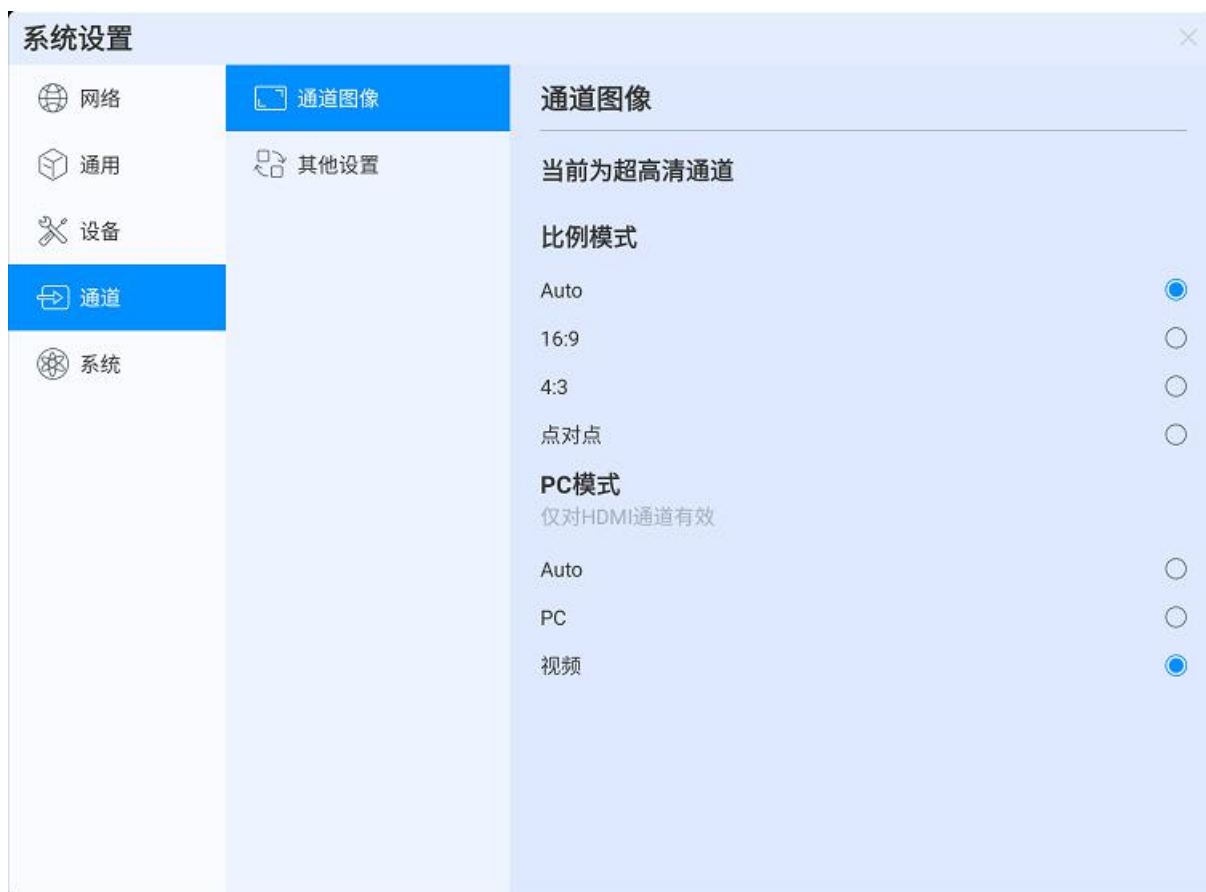 系统设置
网络
通用
设备
通道
系统
通道图像
其他设置
通道图像
当前为超高清通道
比例模式
Auto
16:9
4:3
点对点
PC模式
仅对HDMI通道有效
Auto
PC
视频